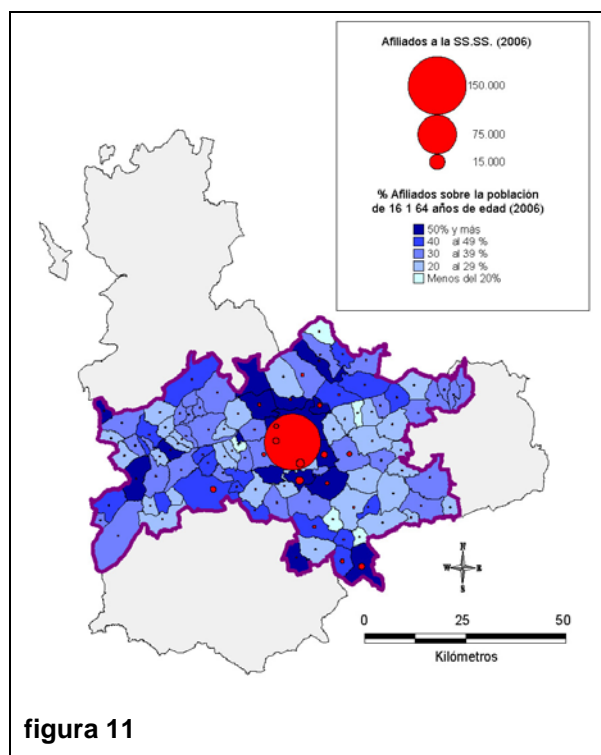 Afiliados a la SS.SS. (2006)
150.000
75.000
15.000
% Afiliados sobre la población
de 16 1 64 años de edad (2006)
50% y más
40 al 49 %
30 al 39 %
20 al 29 %
Menos del 20%
N
W E
S
0 25 50
Kilómetros
figura 11